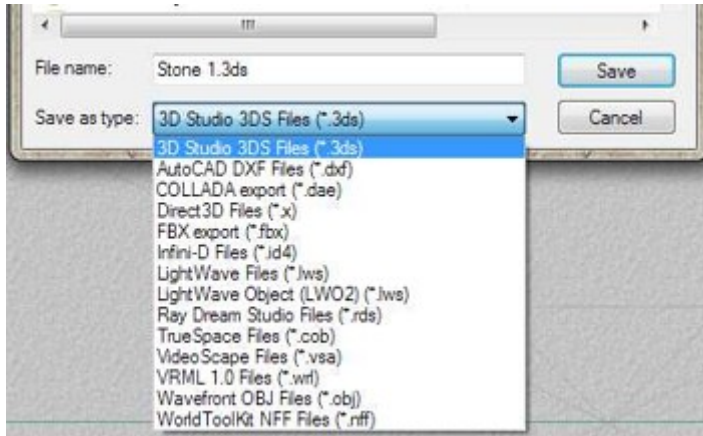 File name: Stone 1.3ds Save
Save as type: 3D Studio 3DS Files (*.3ds) Cancel
3D Studio 3DS Files (*.3ds)
AutoCAD DXF Files (*.dxf)
COLLADA export (*.dae)
Direct3D Files (*.x)
FBX export (*.fbx)
Infini-D Files (*.id4)
LightWave Files (*.lws)
LightWave Object (LWO2) (*.lws)
Ray Dream Studio Files (*.rds)
TrueSpace Files (*.cob)
VideoScape Files (*.vsa)
VRML 1.0 Files (*.wrl)
Wavefront OBJ Files (*.obj)
WorldToolKit NFF Files (*.nff)